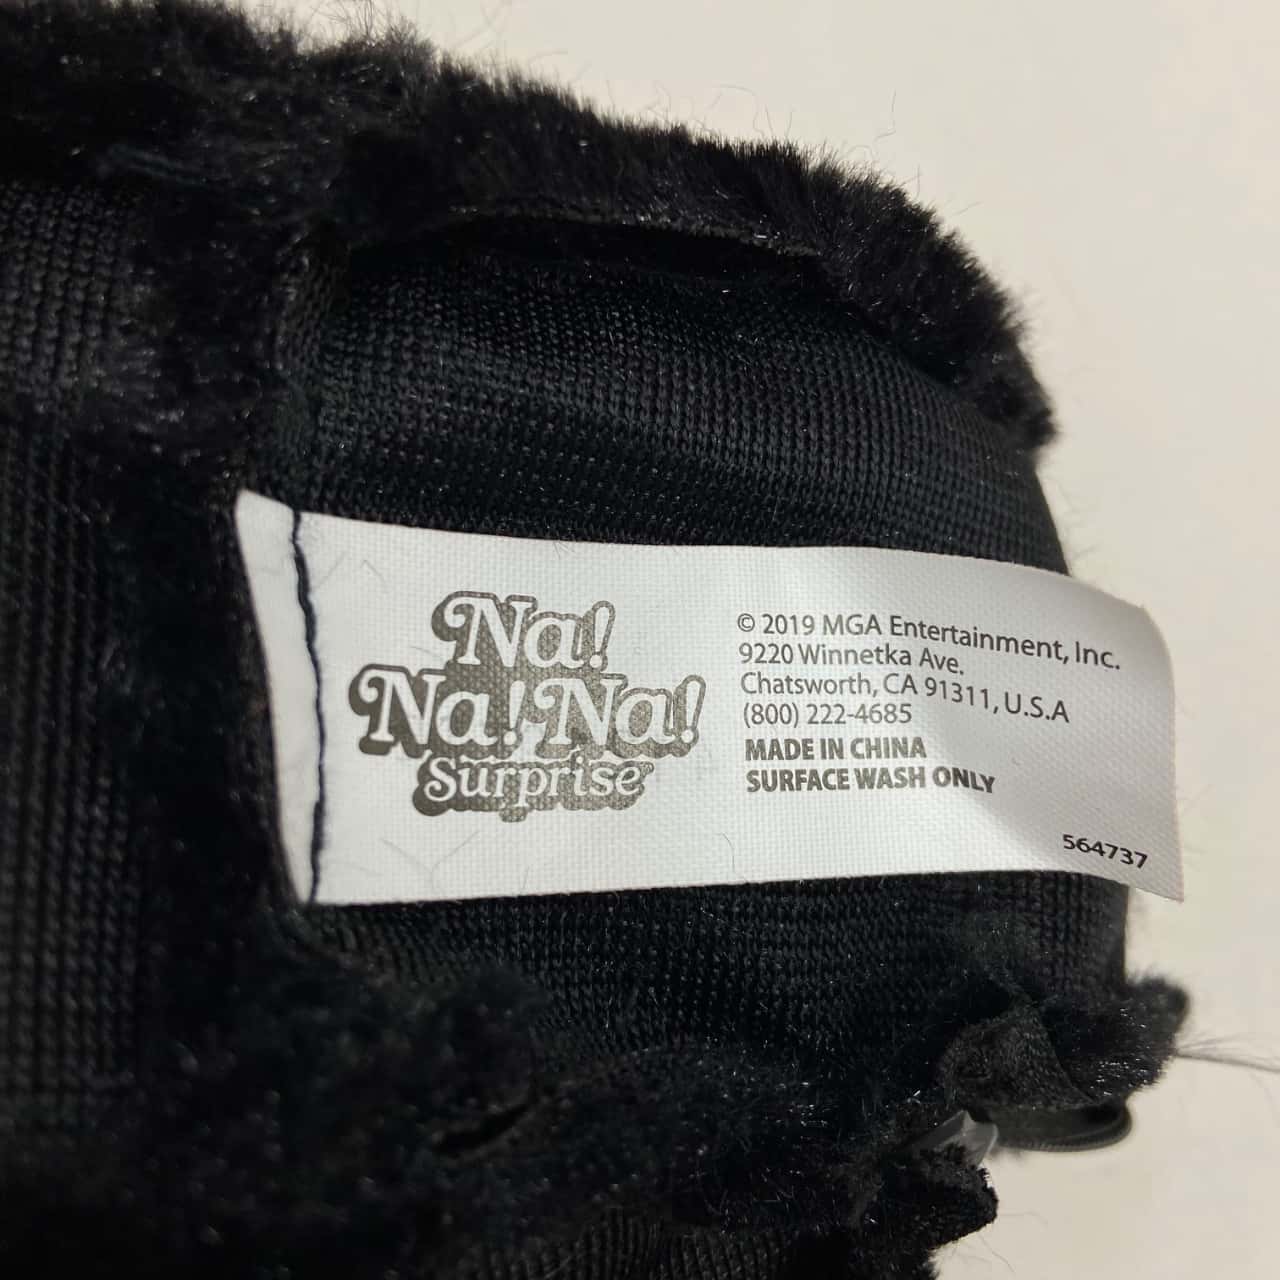 Na!
Na! Na!
Surprise
© 2019 MGA Entertainment, Inc.
9220 Winnetka Ave.
Chatsworth, CA 91311, U.S.A
(800) 222-4685
MADE IN CHINA
SURFACE WASH ONLY
564737